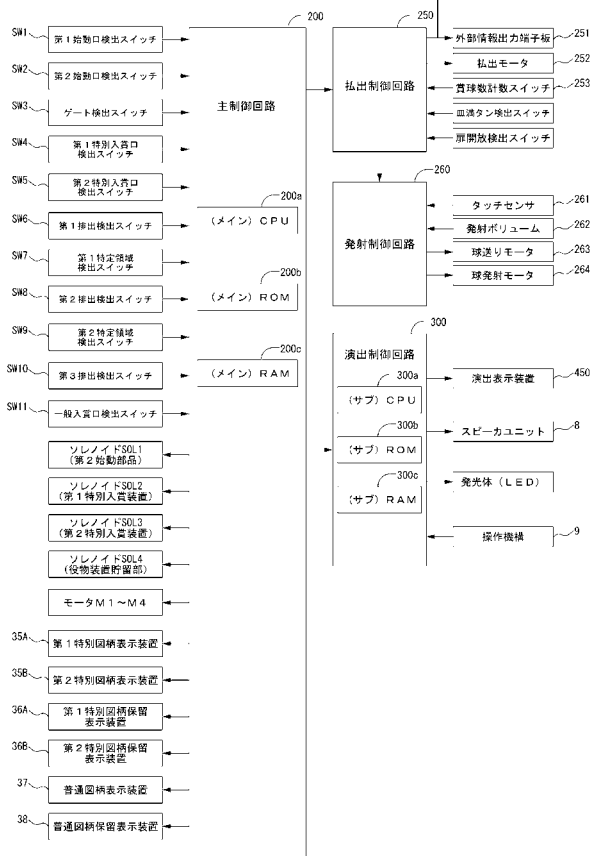 SW1
第1始動口検出スイッチ
SW2
第2始動口検出スイッチ
SW3
ゲート検出スイッチ
SW4
第1特別入賞口
検出スイッチ
SW5
第2特別入賞口
検出スイッチ
SW6
第1排出検出スイッチ
SW7
第1特定領域
検出スイッチ
SW8
第2排出検出スイッチ
SW9
第2特定領域
検出スイッチ
SW10
第3排出検出スイッチ
SW11
一般入賞口検出スイッチ
ソレノイドSOL1
(第2始動部品)
ソレノイドSOL2
(第1特別入賞装置)
ソレノイドSOL3
(第2特別入賞装置)
ソレノイドSOL4
(役物装置貯留部)
モータM1〜M4
35A
第1特別図柄表示装置
35B
第2特別図柄表示装置
36A
第1特別図柄保留
表示装置
36B
第2特別図柄保留
表示装置
37
普通図柄表示装置
38
普通図柄保留表示装置
200
主制御回路
200a
(メイン)CPU
200b
(メイン)ROM
200c
(メイン)RAM
250
払出制御回路
外部情報出力端子板
251
払出モータ
252
賞球数計数スイッチ
253
皿満タン検出スイッチ
扉開放検出スイッチ
260
発射制御回路
タッチセンサ
261
発射ボリューム
262
球送りモータ
263
球発射モータ
264
300
演出制御回路
300a
(サブ)CPU
300b
(サブ)ROM
300c
(サブ)RAM
演出表示装置
450
スピーカユニット
8
発光体(LED)
操作機構
9